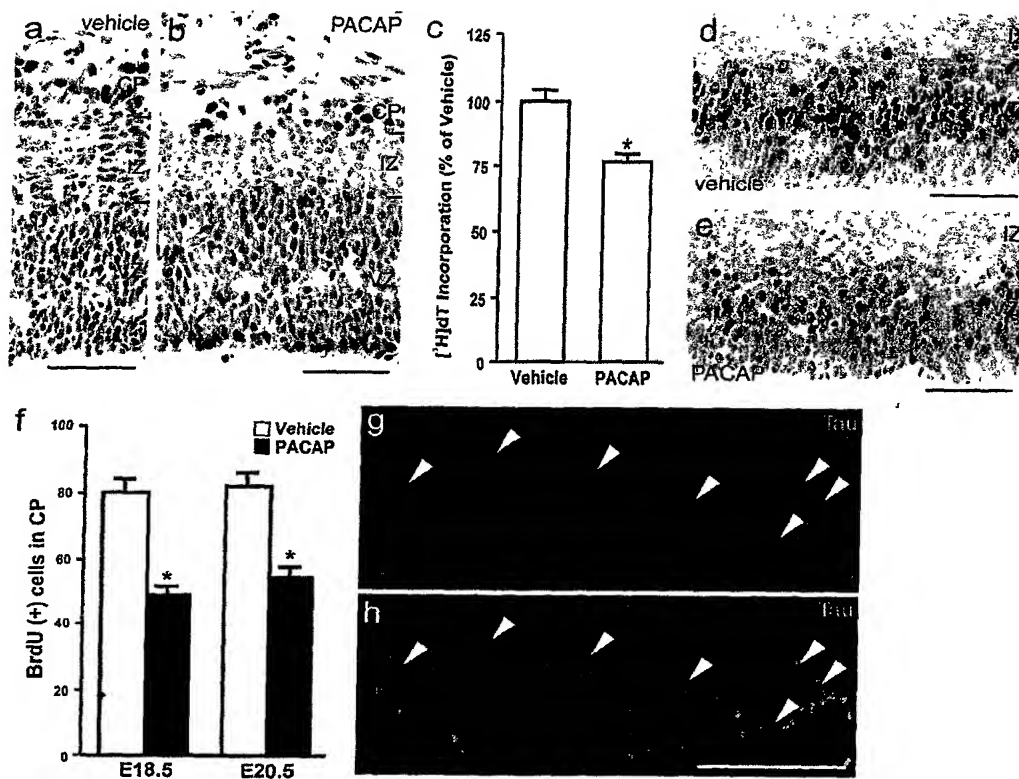 a vehicle
CP
IZ
VZ
b PACAP
CP
IZ
VZ
c
[³H]dT Incorporation (% of Vehicle)
125
100
75
50
25
0
*
Vehicle PACAP
d
IZ
vehicle
e
IZ
PACAP
f
Vehicle
PACAP
BrdU (+) cells in CP
80
60
40
20
0
*
*
E18.5 E20.5
g Tau
h Tau